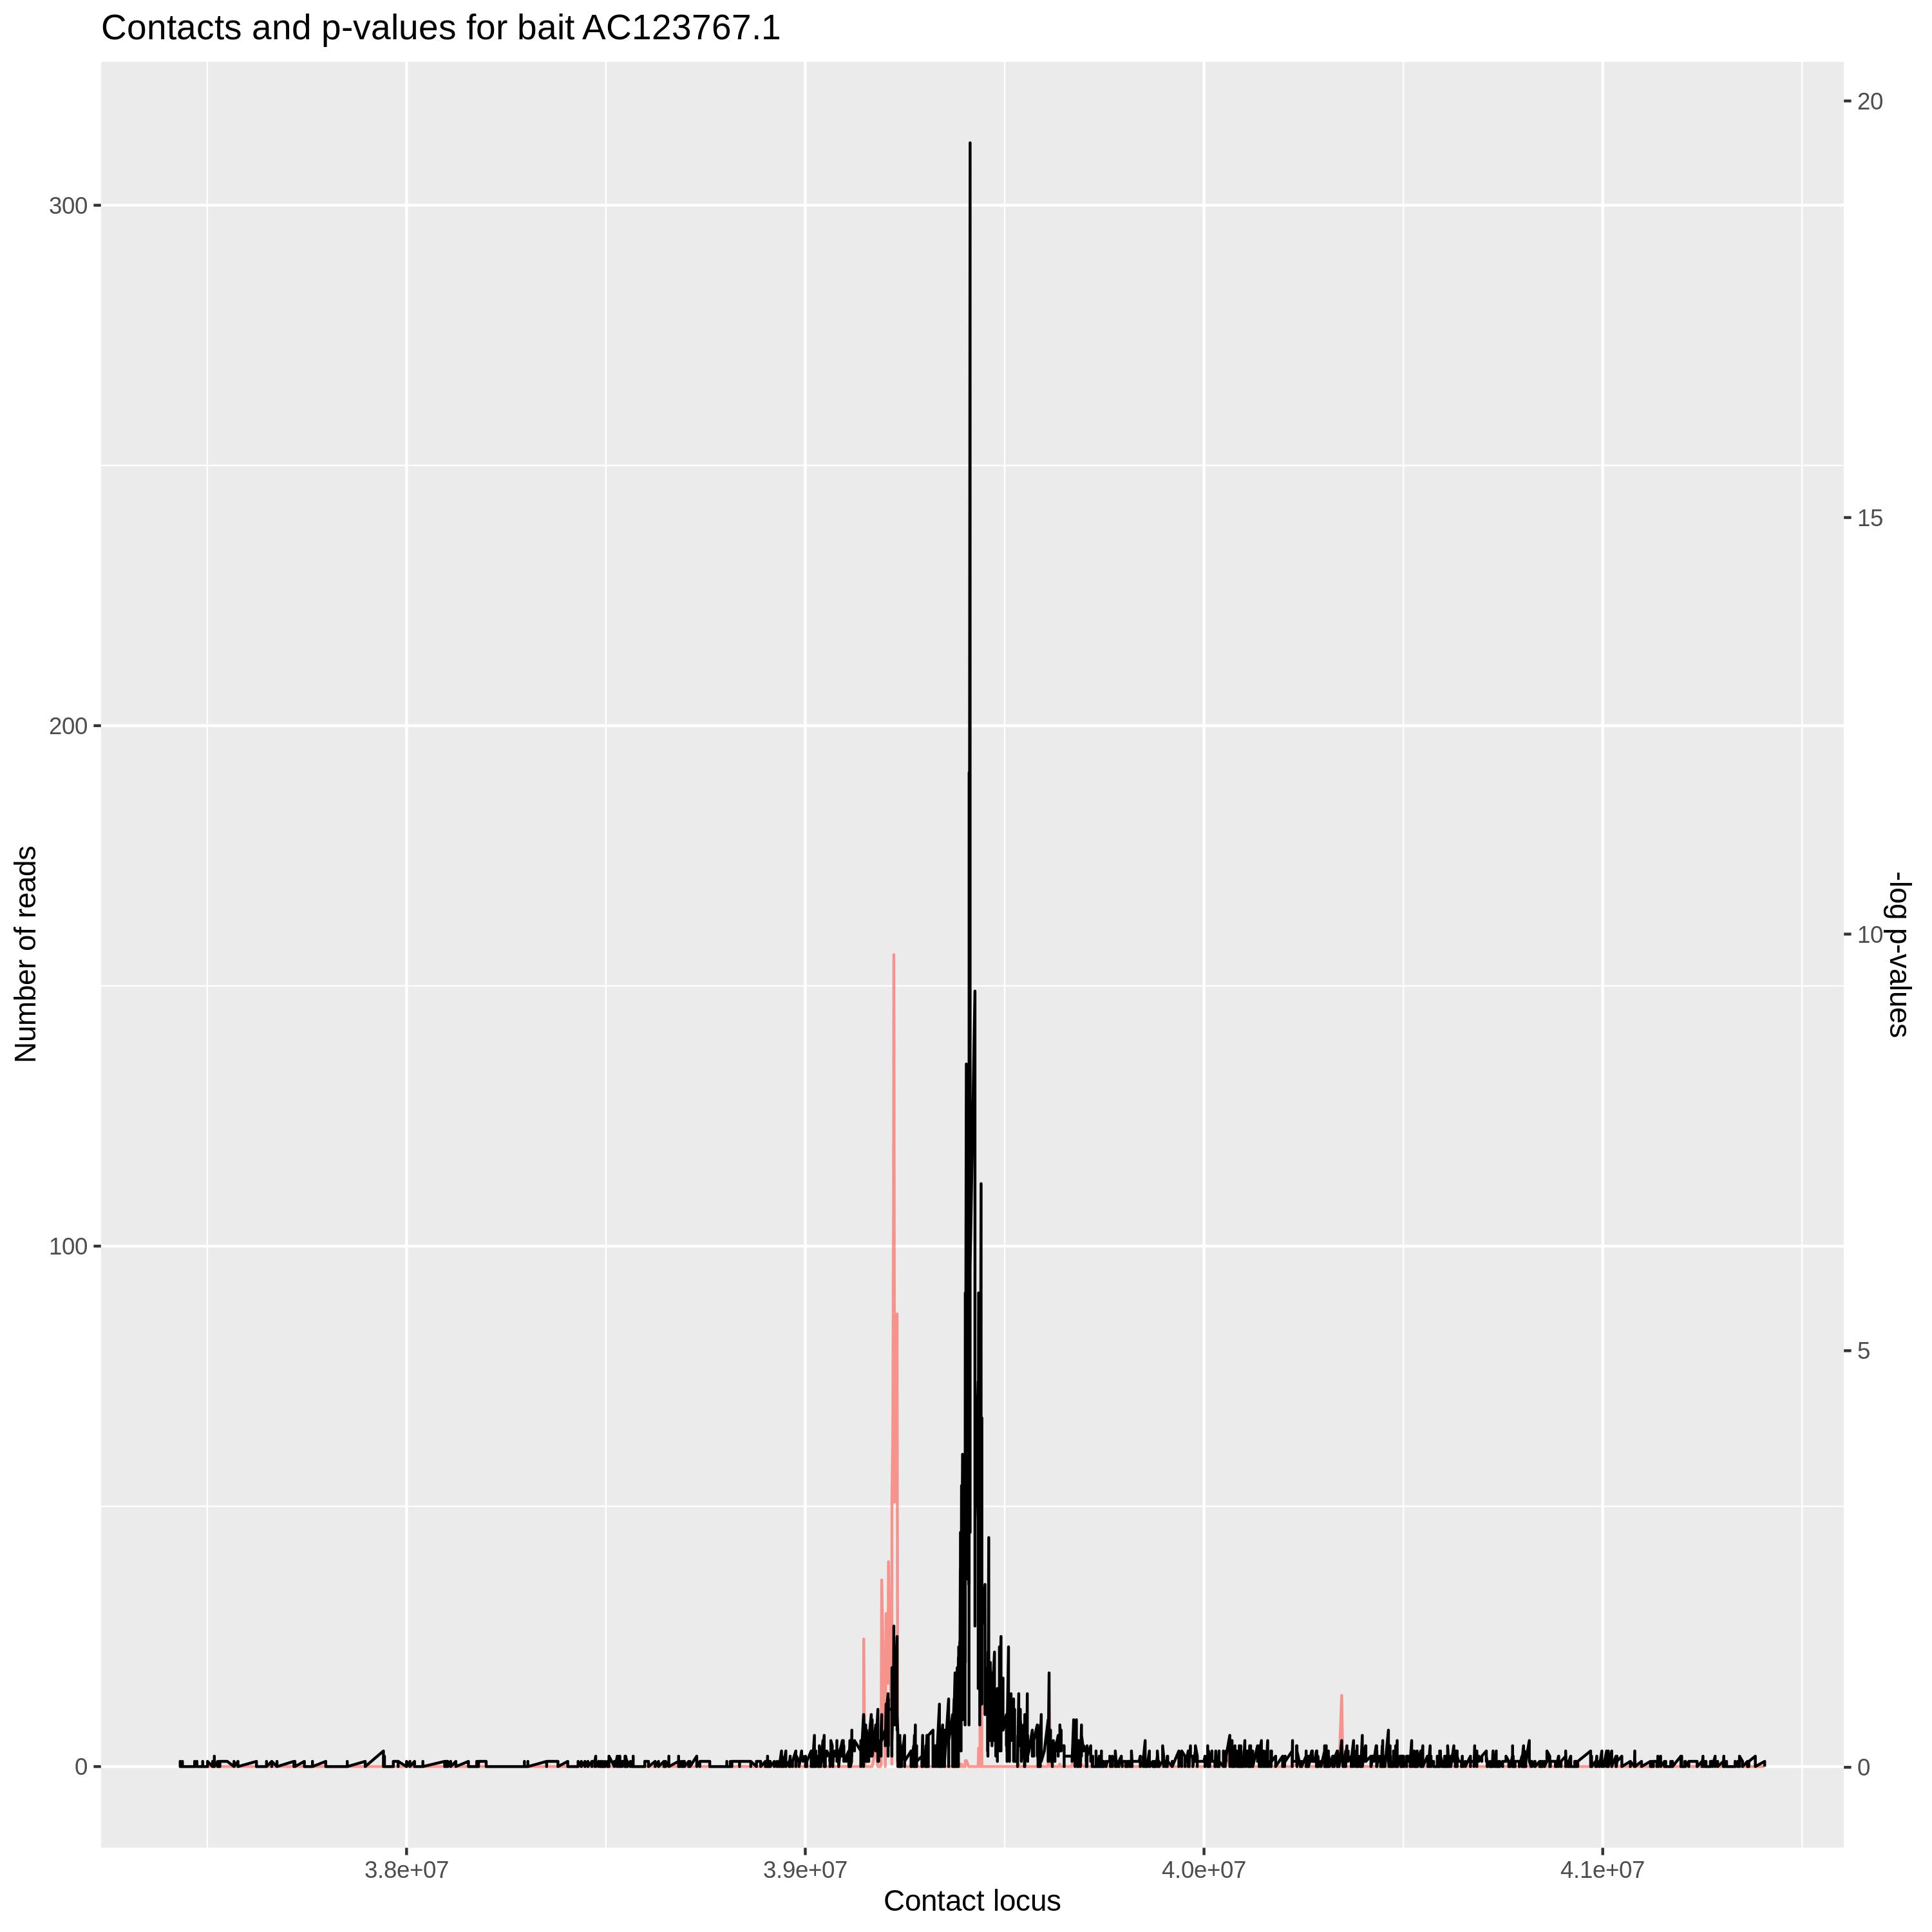 Contacts and p-values for bait AC123767.1
300
200
100
0
20
15
10
5
0
Number of reads
-log p-values
3.8e+07
3.9e+07
4.0e+07
4.1e+07
Contact locus